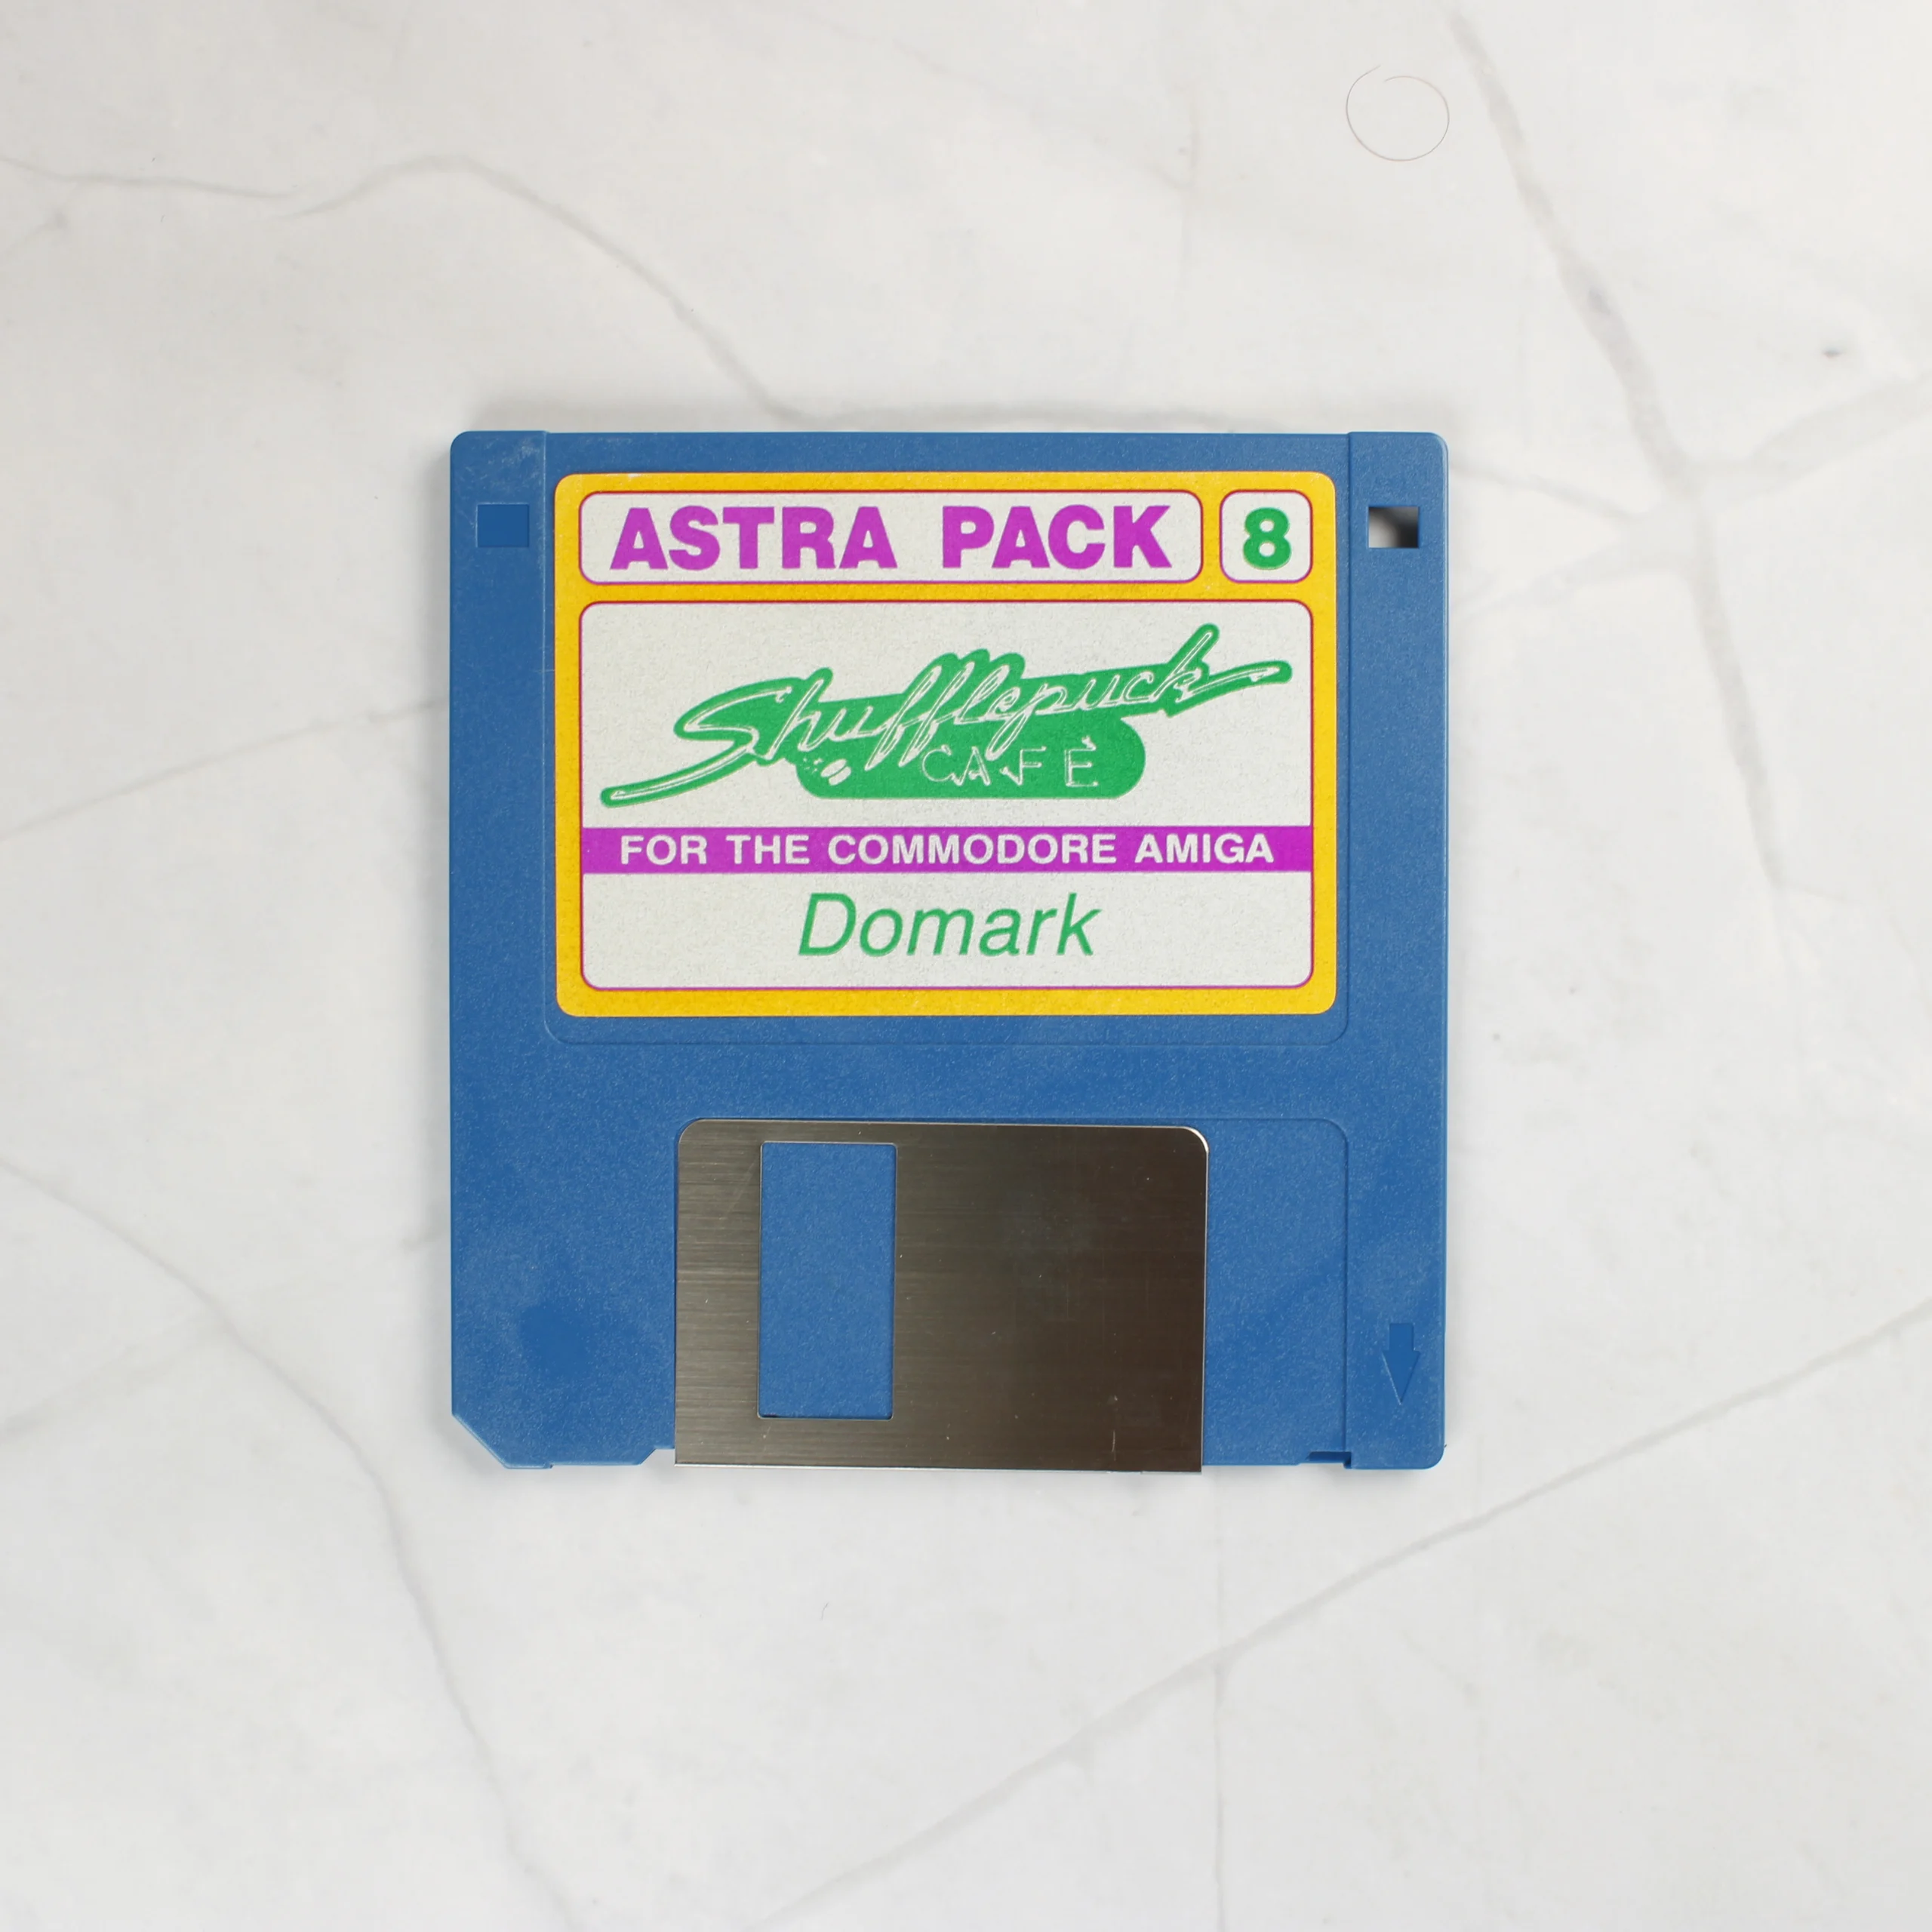 ASTRA PACK 8
Shufflepuck
CAFE
FOR THE COMMODORE AMIGA
Domark